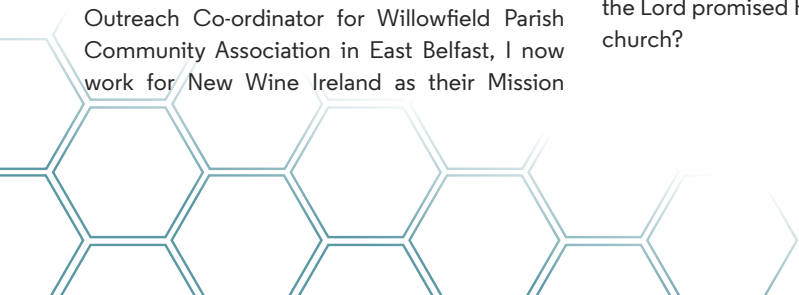 Outreach Co-ordinator for Willowfield Parish
Community Association in East Belfast, I now
work for New Wine Ireland as their Mission
the Lord promised
church?